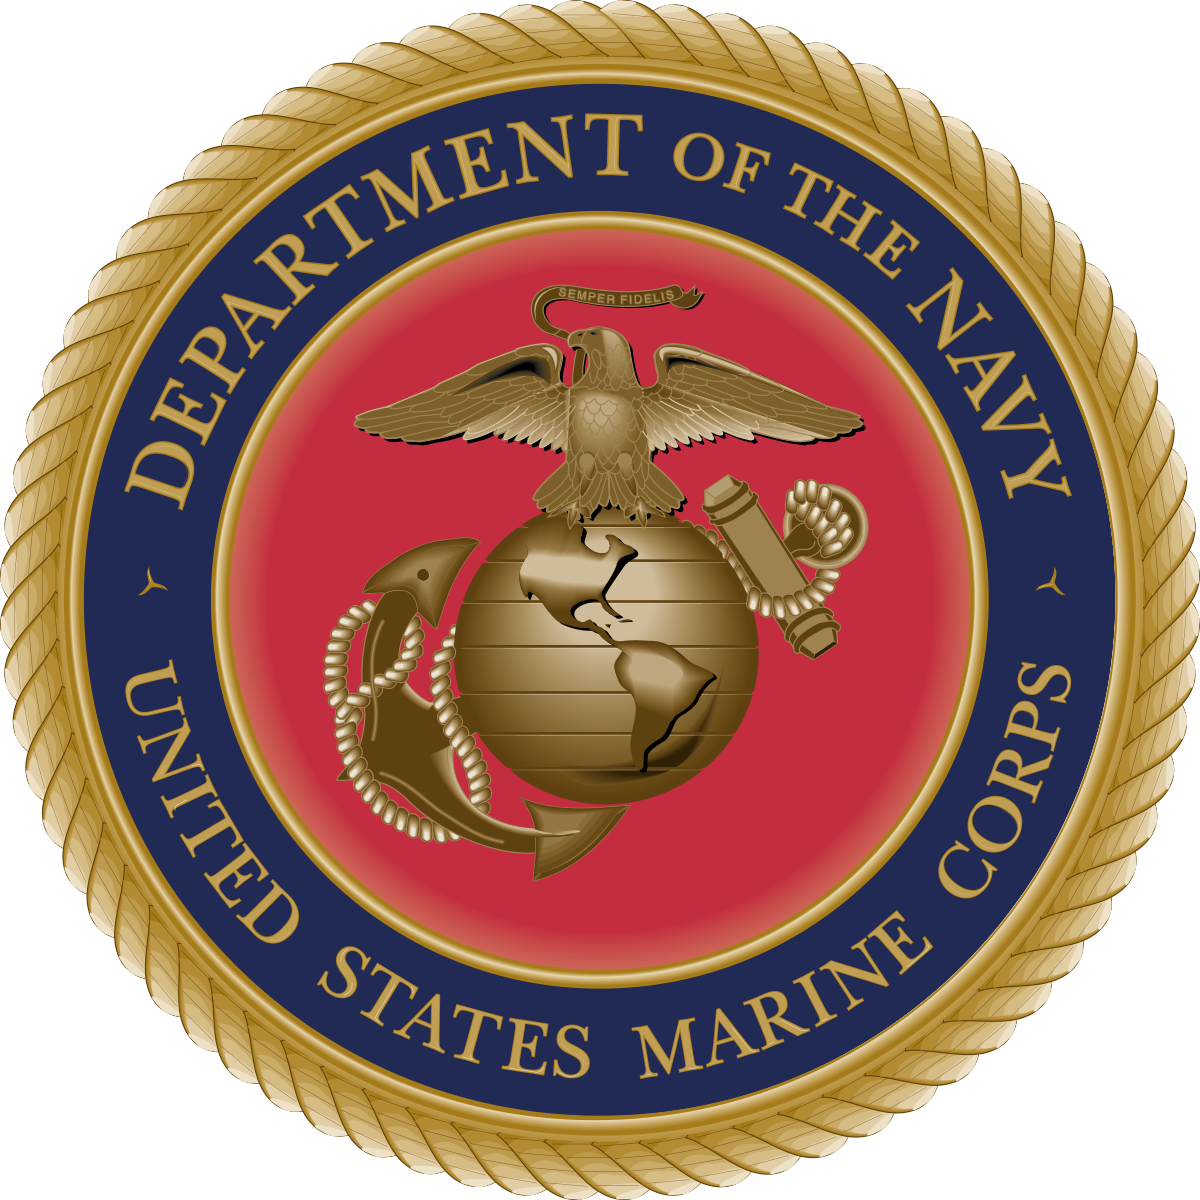 DEPARTMENT OF THE NAVY
SEMPER FIDELIS
UNITED STATES MARINE CORPS